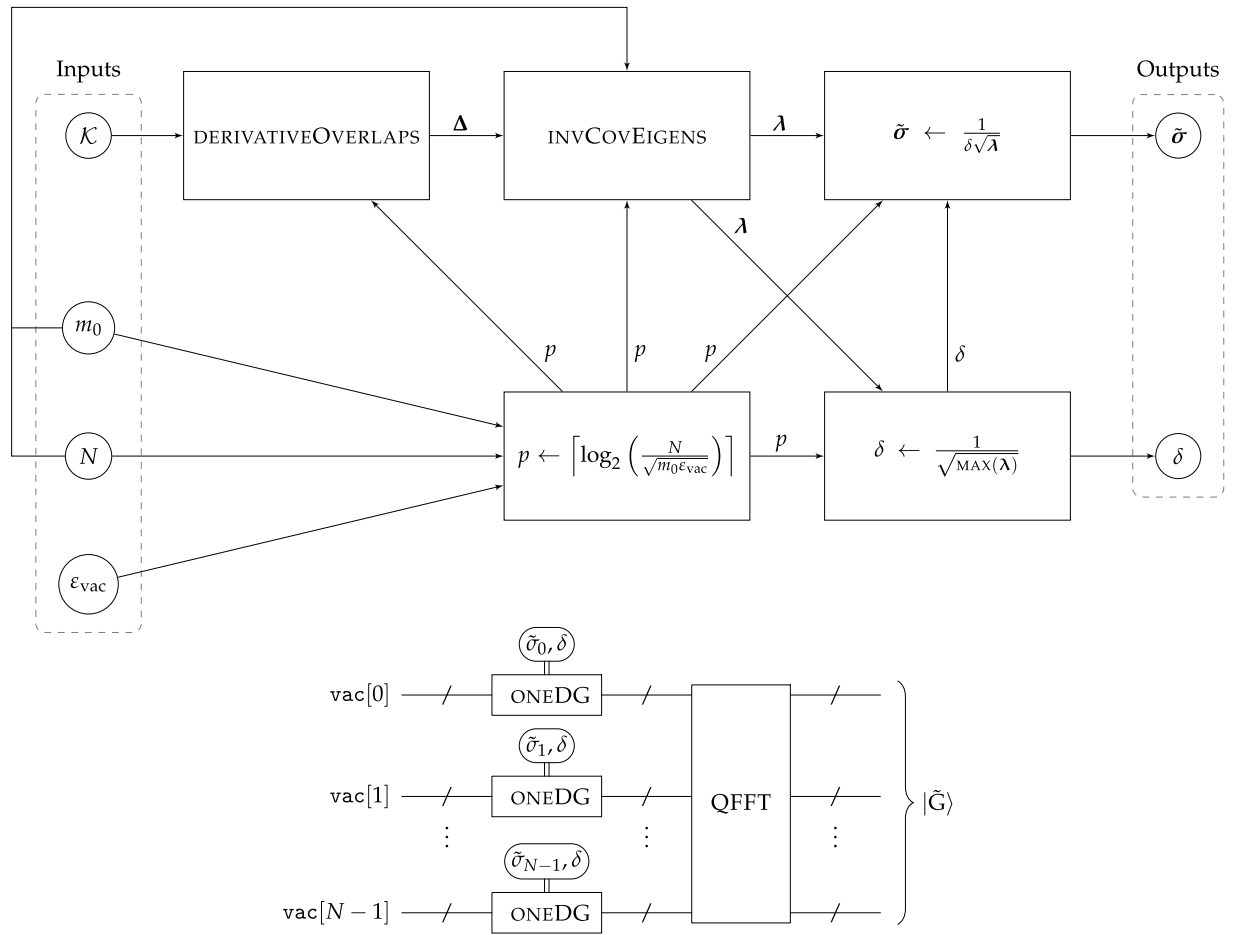 Inputs
Outputs
𝒦
DERIVATIVEOVERLAPS
Δ
INVCOVEIGENS
λ
σ̃ ← 1/(δ√λ)
σ̃
λ
m₀
p
p
p
δ
N
p ← ⌈log₂ (N/√(m₀ε_vac))⌉
p
δ ← 1/√(MAX(λ))
δ
ε_vac
σ̃₀, δ
vac[0]
ONEDG
σ̃₁, δ
vac[1]
ONEDG
QFFT
|G̃⟩
⋮ ⋮ ⋮
σ̃_{N−1}, δ
vac[N − 1]
ONEDG